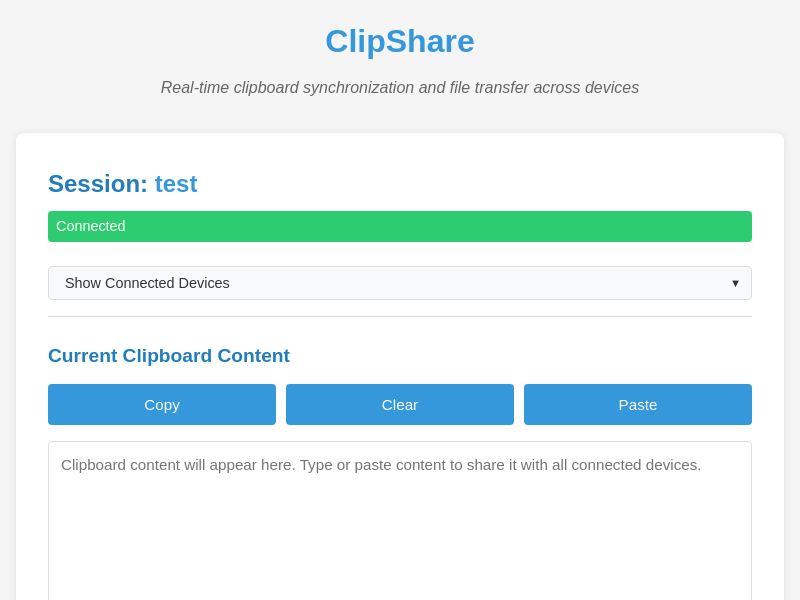 ClipShare
Real-time clipboard synchronization and file transfer across devices
Session: test
Connected
Show Connected Devices
Current Clipboard Content
Copy
Clear
Paste
Clipboard content will appear here. Type or paste content to share it with all connected devices.